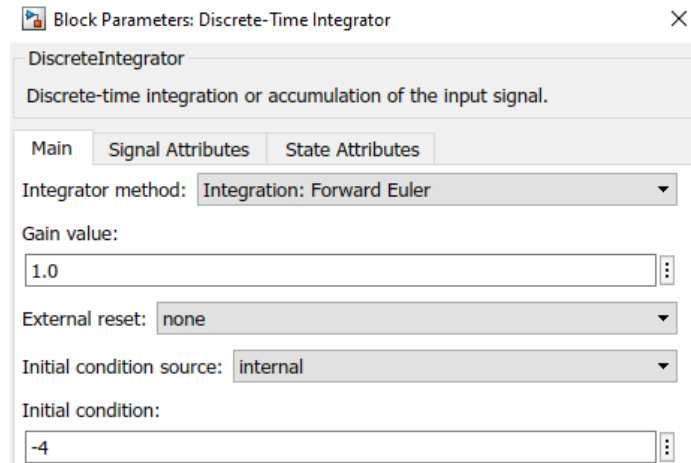 Block Parameters: Discrete-Time Integrator
DiscreteIntegrator
Discrete-time integration or accumulation of the input signal.
Main Signal Attributes State Attributes
Integrator method: Integration: Forward Euler
Gain value:
1.0
External reset: none
Initial condition source: internal
Initial condition:
-4